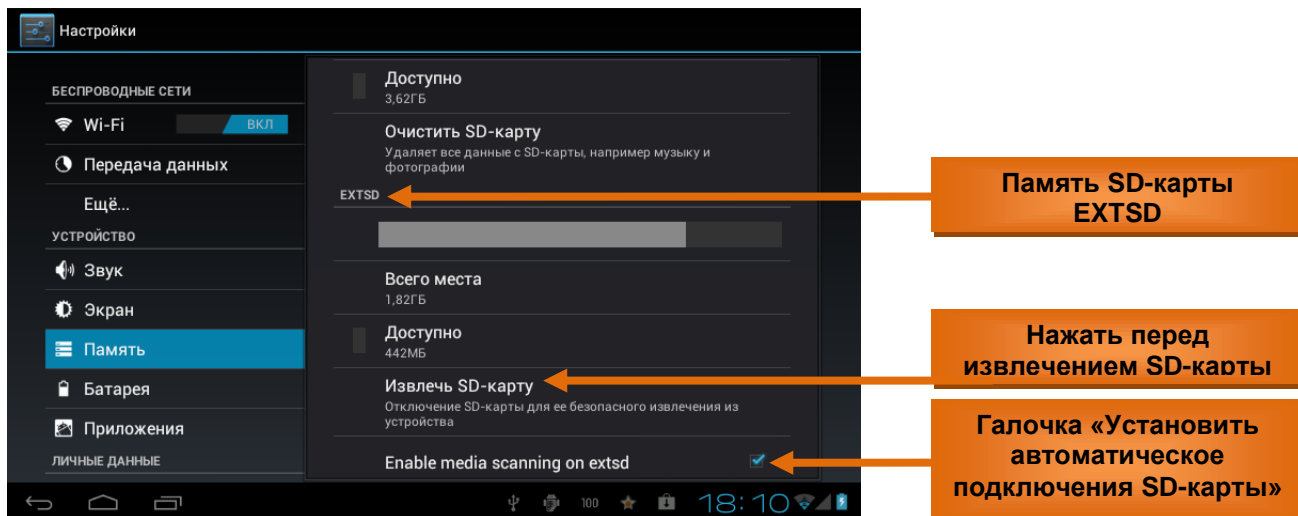 Настройки
БЕСПРОВОДНЫЕ СЕТИ
Wi-Fi
ВКЛ
Передача данных
Ещё...
УСТРОЙСТВО
Звук
Экран
Память
Батарея
Приложения
ЛИЧНЫЕ ДАННЫЕ
Доступно
3,62ГБ
Очистить SD-карту
Удаляет все данные с SD-карты, например музыку и
фотографии
EXTSD
Всего места
1,82ГБ
Доступно
442МБ
Извлечь SD-карту
Отключение SD-карты для ее безопасного извлечения из
устройства
Enable media scanning on extsd
100
18:10
Память SD-карты
EXTSD
Нажать перед
извлечением SD-карты
Галочка «Установить
автоматическое
подключения SD-карты»